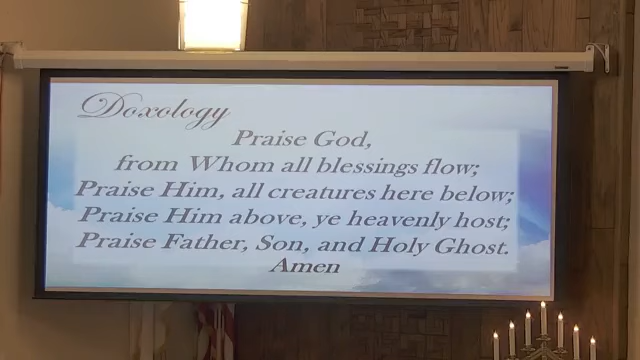 Doxology
Praise God,
from Whom all blessings flow;
Praise Him, all creatures here below;
Praise Him above, ye heavenly host;
Praise Father, Son, and Holy Ghost.
Amen